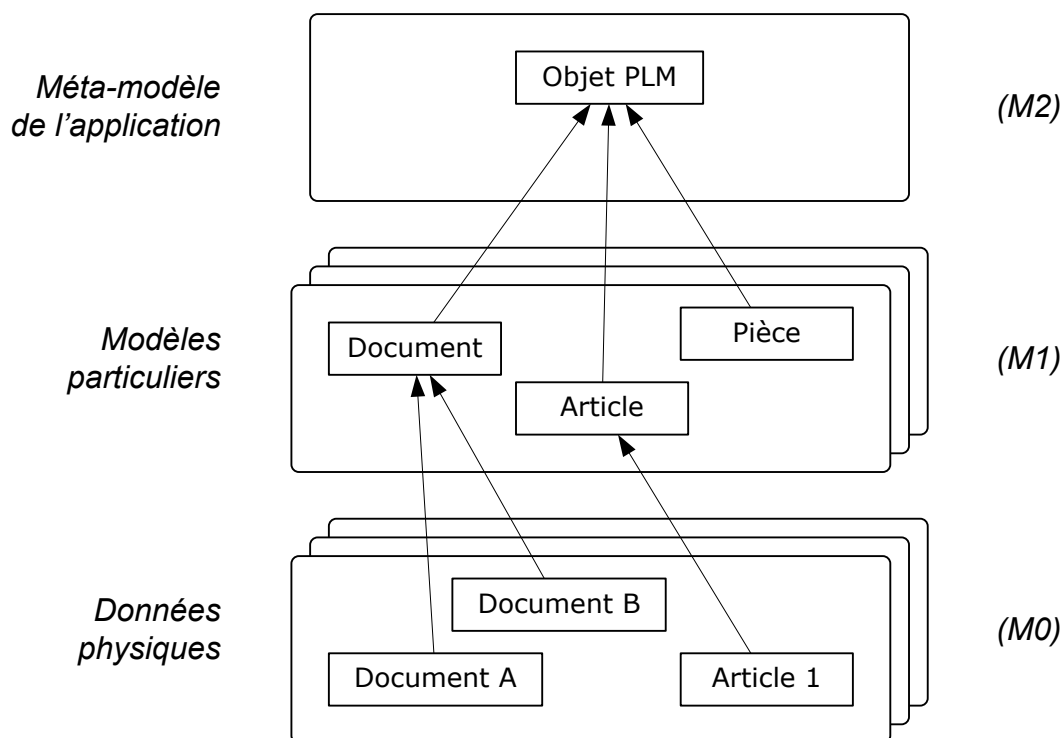 Méta-modèle
de l’application
Objet PLM
(M2)
Modèles
particuliers
Document
Pièce
Article
(M1)
Données
physiques
Document B
Document A
Article 1
(M0)